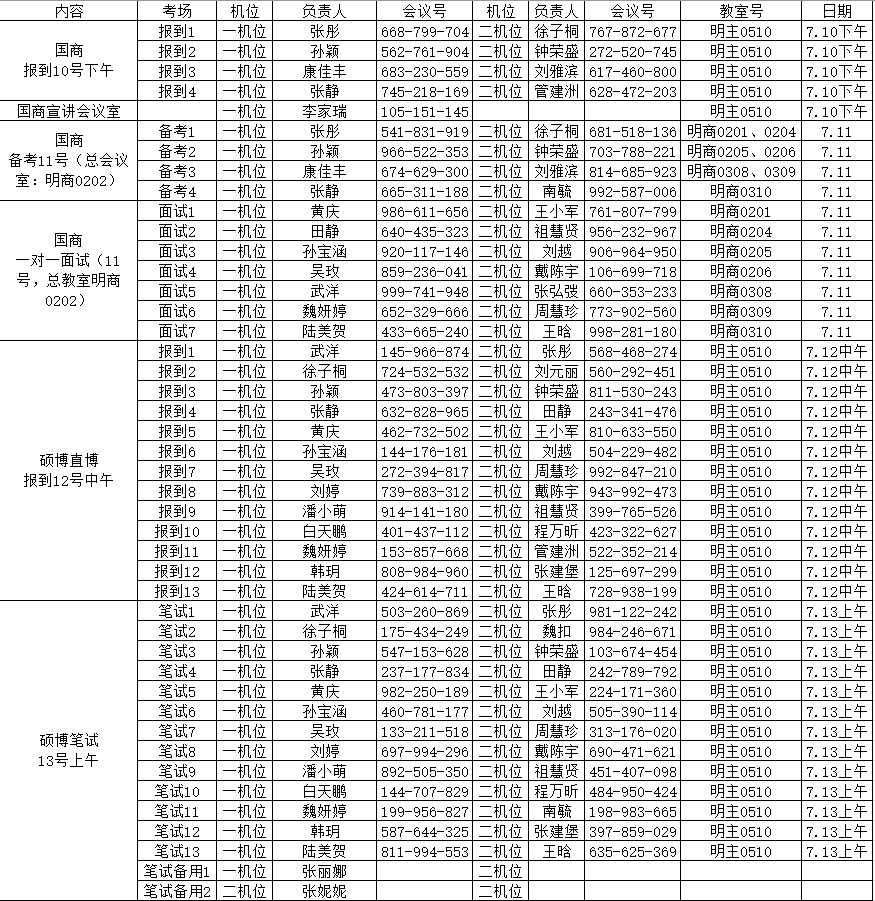 内容 考场 机位 负责人 会议号 机位 负责人 会议号 教室号 日期
国商
报到10号下午
报到1 一机位 张彤 668-799-704 二机位 徐子桐 767-872-677 明主0510 7.10下午
报到2 一机位 孙颖 562-761-904 二机位 钟荣盛 272-520-745 明主0510 7.10下午
报到3 一机位 康佳丰 683-230-559 二机位 刘雅滨 617-460-800 明主0510 7.10下午
报到4 一机位 张静 745-218-169 二机位 管建洲 628-472-203 明主0510 7.10下午
国商宣讲会议室 一机位 李家瑞 105-151-145 明主0510 7.10下午
国商
备考11号（总会议
室：明商0202）
备考1 一机位 张彤 541-831-919 二机位 徐子桐 681-518-136 明商0201、0204 7.11
备考2 一机位 孙颖 966-522-353 二机位 钟荣盛 703-788-221 明商0205、0206 7.11
备考3 一机位 康佳丰 674-629-300 二机位 刘雅滨 814-685-923 明商0308、0309 7.11
备考4 一机位 张静 665-311-188 二机位 南毓 992-587-006 明商0310 7.11
国商
一对一面试（11
号，总教室明商
0202）
面试1 一机位 黄庆 986-611-656 二机位 王小军 761-807-799 明商0201 7.11
面试2 一机位 田静 640-435-323 二机位 祖慧贤 956-232-967 明商0204 7.11
面试3 一机位 孙宝涵 920-117-146 二机位 刘越 906-964-950 明商0205 7.11
面试4 一机位 吴玫 859-236-041 二机位 戴陈宇 106-699-718 明商0206 7.11
面试5 一机位 武洋 999-741-948 二机位 张弘弢 660-353-233 明商0308 7.11
面试6 一机位 魏妍婷 652-329-666 二机位 周慧珍 773-902-560 明商0309 7.11
面试7 一机位 陆美贺 433-665-240 二机位 王晗 998-281-180 明商0310 7.11
硕博直博
报到12号中午
报到1 一机位 武洋 145-966-874 二机位 张彤 568-468-274 明主0510 7.12中午
报到2 一机位 徐子桐 724-532-532 二机位 刘元丽 560-292-451 明主0510 7.12中午
报到3 一机位 孙颖 473-803-397 二机位 钟荣盛 811-530-243 明主0510 7.12中午
报到4 一机位 张静 632-828-965 二机位 田静 243-341-476 明主0510 7.12中午
报到5 一机位 黄庆 462-732-502 二机位 王小军 810-633-550 明主0510 7.12中午
报到6 一机位 孙宝涵 144-176-181 二机位 刘越 504-229-482 明主0510 7.12中午
报到7 一机位 吴玫 272-394-817 二机位 周慧珍 992-847-210 明主0510 7.12中午
报到8 一机位 刘婷 739-883-312 二机位 戴陈宇 943-992-473 明主0510 7.12中午
报到9 一机位 潘小萌 914-141-180 二机位 祖慧贤 399-765-526 明主0510 7.12中午
报到10 一机位 白天鹏 401-437-112 二机位 程万昕 423-322-627 明主0510 7.12中午
报到11 一机位 魏妍婷 153-857-668 二机位 管建洲 522-352-214 明主0510 7.12中午
报到12 一机位 韩玥 808-984-960 二机位 张建堡 125-697-299 明主0510 7.12中午
报到13 一机位 陆美贺 424-614-711 二机位 王晗 728-938-199 明主0510 7.12中午
硕博笔试
13号上午
笔试1 一机位 武洋 503-260-869 二机位 张彤 981-122-242 明主0510 7.13上午
笔试2 一机位 徐子桐 175-434-249 二机位 魏扣 984-246-671 明主0510 7.13上午
笔试3 一机位 孙颖 547-153-628 二机位 钟荣盛 103-674-454 明主0510 7.13上午
笔试4 一机位 张静 237-177-834 二机位 田静 242-789-792 明主0510 7.13上午
笔试5 一机位 黄庆 982-250-189 二机位 王小军 224-171-360 明主0510 7.13上午
笔试6 一机位 孙宝涵 460-781-177 二机位 刘越 505-390-114 明主0510 7.13上午
笔试7 一机位 吴玫 133-211-518 二机位 周慧珍 313-176-020 明主0510 7.13上午
笔试8 一机位 刘婷 697-994-296 二机位 戴陈宇 690-471-621 明主0510 7.13上午
笔试9 一机位 潘小萌 892-505-350 二机位 祖慧贤 451-407-098 明主0510 7.13上午
笔试10 一机位 白天鹏 144-707-829 二机位 程万昕 484-950-424 明主0510 7.13上午
笔试11 一机位 魏妍婷 199-956-827 二机位 南毓 198-983-665 明主0510 7.13上午
笔试12 一机位 韩玥 587-644-325 二机位 张建堡 397-859-029 明主0510 7.13上午
笔试13 一机位 陆美贺 811-994-553 二机位 王晗 635-625-369 明主0510 7.13上午
笔试备用1 一机位 张丽娜 二机位
笔试备用2 二机位 张妮妮 二机位